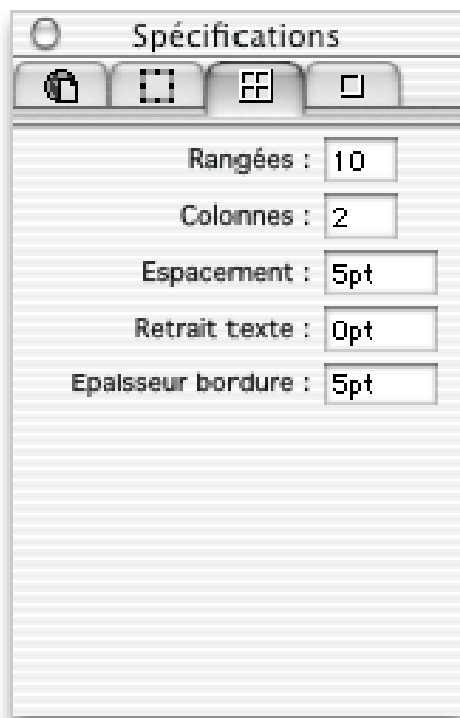 Spécifications
Rangées : 10
Colonnes : 2
Espacement : 5pt
Retrait texte : 0pt
Epaisseur bordure : 5pt